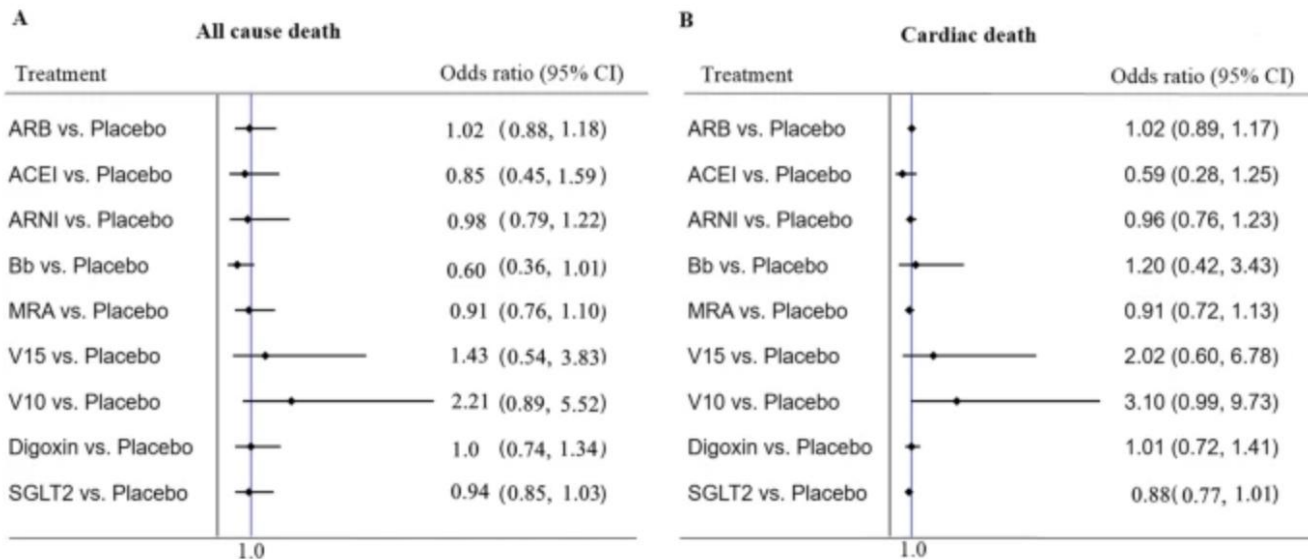 A
All cause death
Treatment Odds ratio (95% CI)
ARB vs. Placebo 1.02 (0.88, 1.18)
ACEI vs. Placebo 0.85 (0.45, 1.59)
ARNI vs. Placebo 0.98 (0.79, 1.22)
Bb vs. Placebo 0.60 (0.36, 1.01)
MRA vs. Placebo 0.91 (0.76, 1.10)
V15 vs. Placebo 1.43 (0.54, 3.83)
V10 vs. Placebo 2.21 (0.89, 5.52)
Digoxin vs. Placebo 1.0 (0.74, 1.34)
SGLT2 vs. Placebo 0.94 (0.85, 1.03)
1.0
B
Cardiac death
Treatment Odds ratio (95% CI)
ARB vs. Placebo 1.02 (0.89, 1.17)
ACEI vs. Placebo 0.59 (0.28, 1.25)
ARNI vs. Placebo 0.96 (0.76, 1.23)
Bb vs. Placebo 1.20 (0.42, 3.43)
MRA vs. Placebo 0.91 (0.72, 1.13)
V15 vs. Placebo 2.02 (0.60, 6.78)
V10 vs. Placebo 3.10 (0.99, 9.73)
Digoxin vs. Placebo 1.01 (0.72, 1.41)
SGLT2 vs. Placebo 0.88( 0.77, 1.01)
1.0